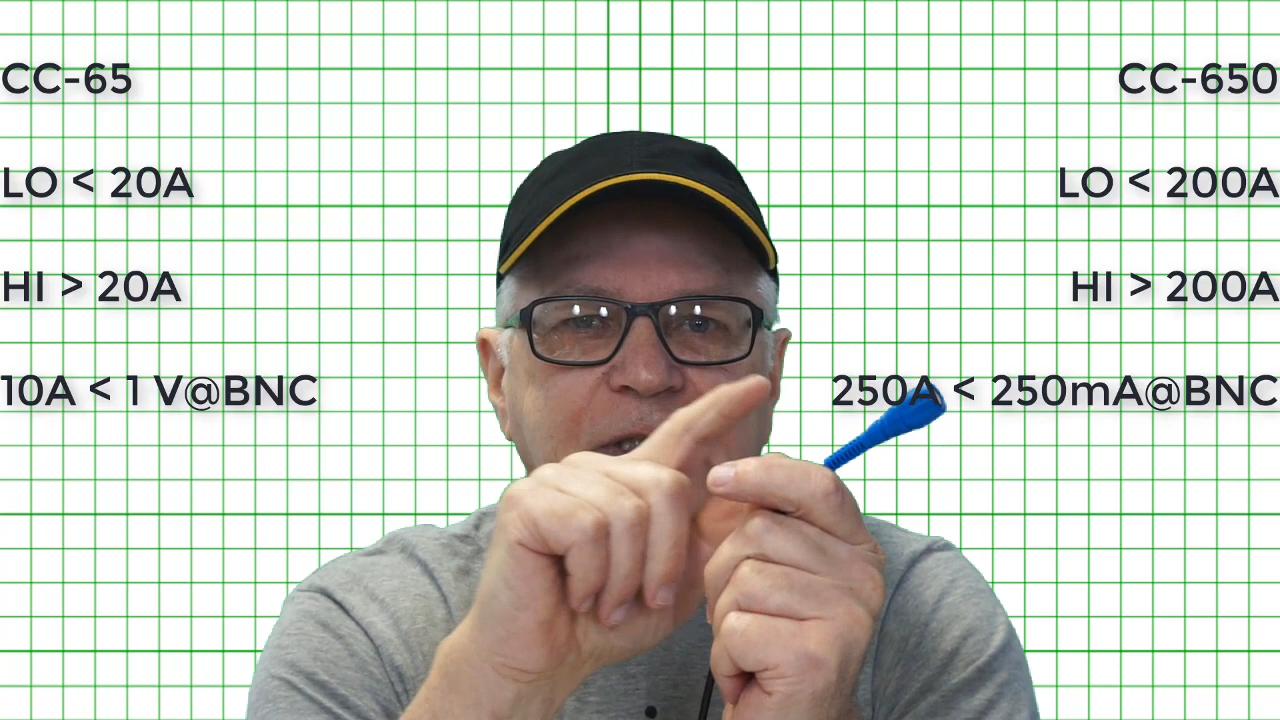 CC-65
LO < 20A
HI > 20A
10A < 1 V@BNC
CC-650
LO < 200A
HI > 200A
250A < 250mA@BNC